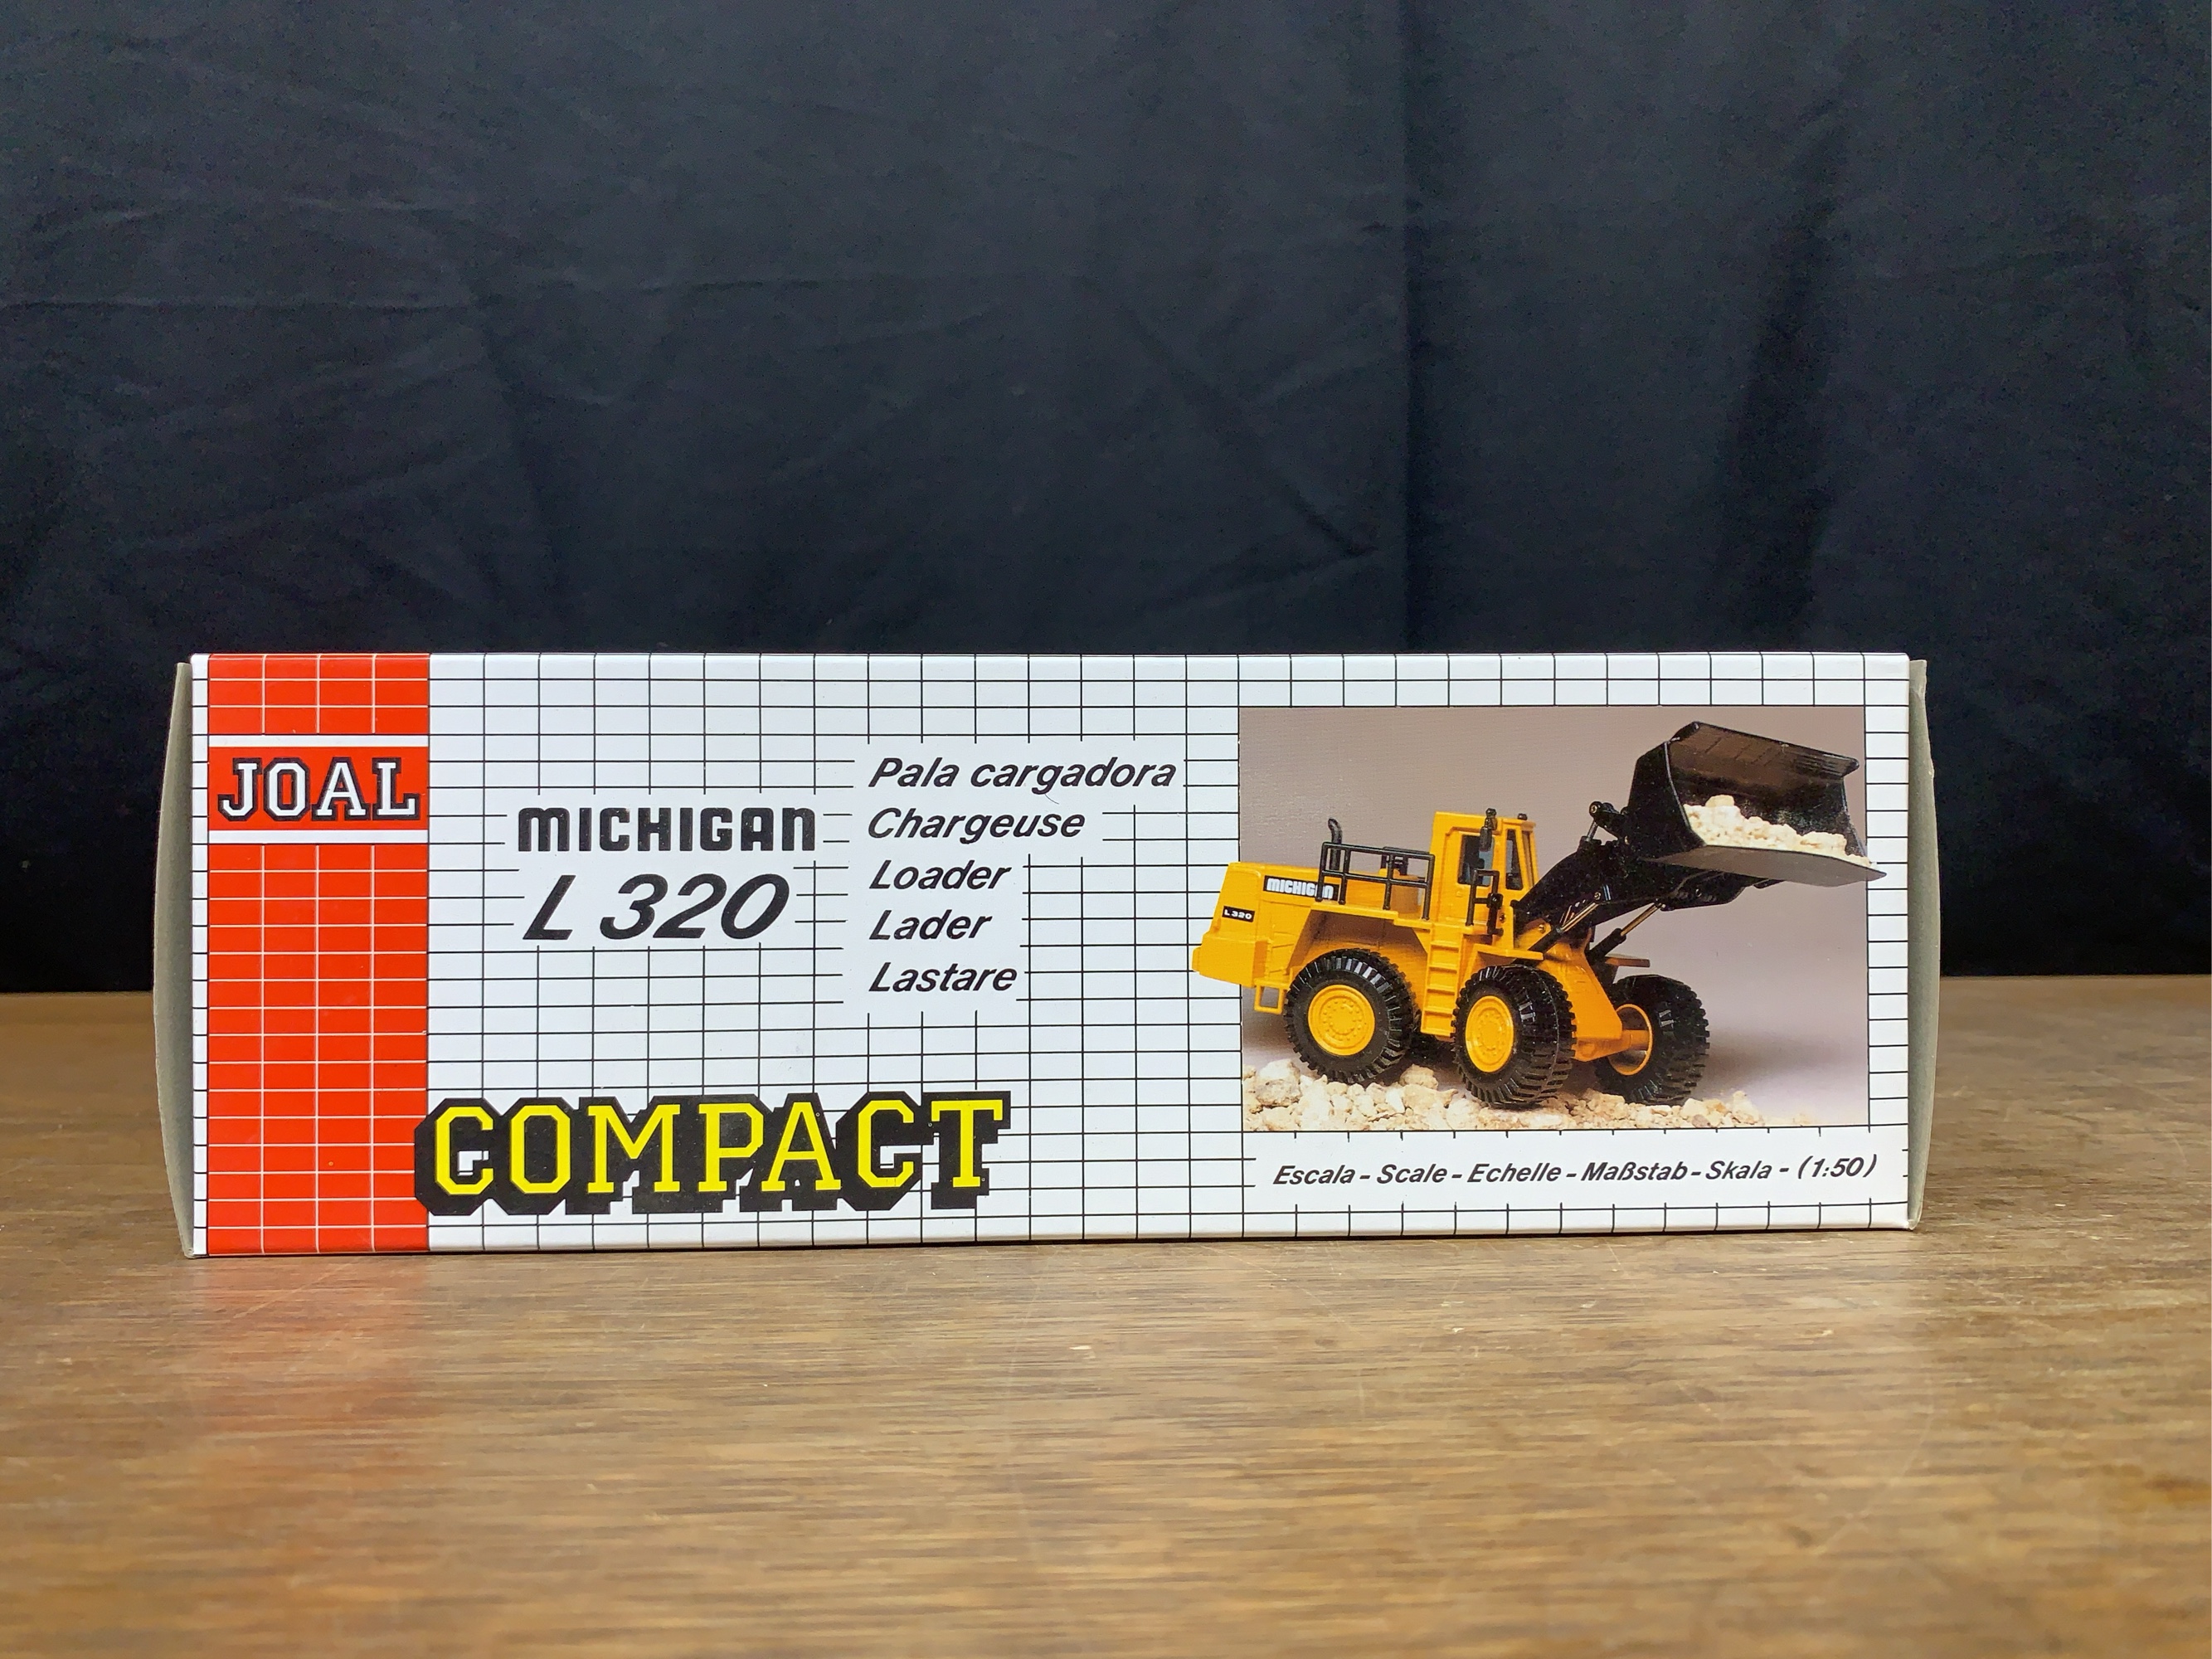 JOAL
MICHIGAN
L 320
Pala cargadora
Chargeuse
Loader
Lader
Lastare
COMPACT
MICHIGAN
L 320
Escala - Scale - Echelle - Maßstab - Skala - (1:50)